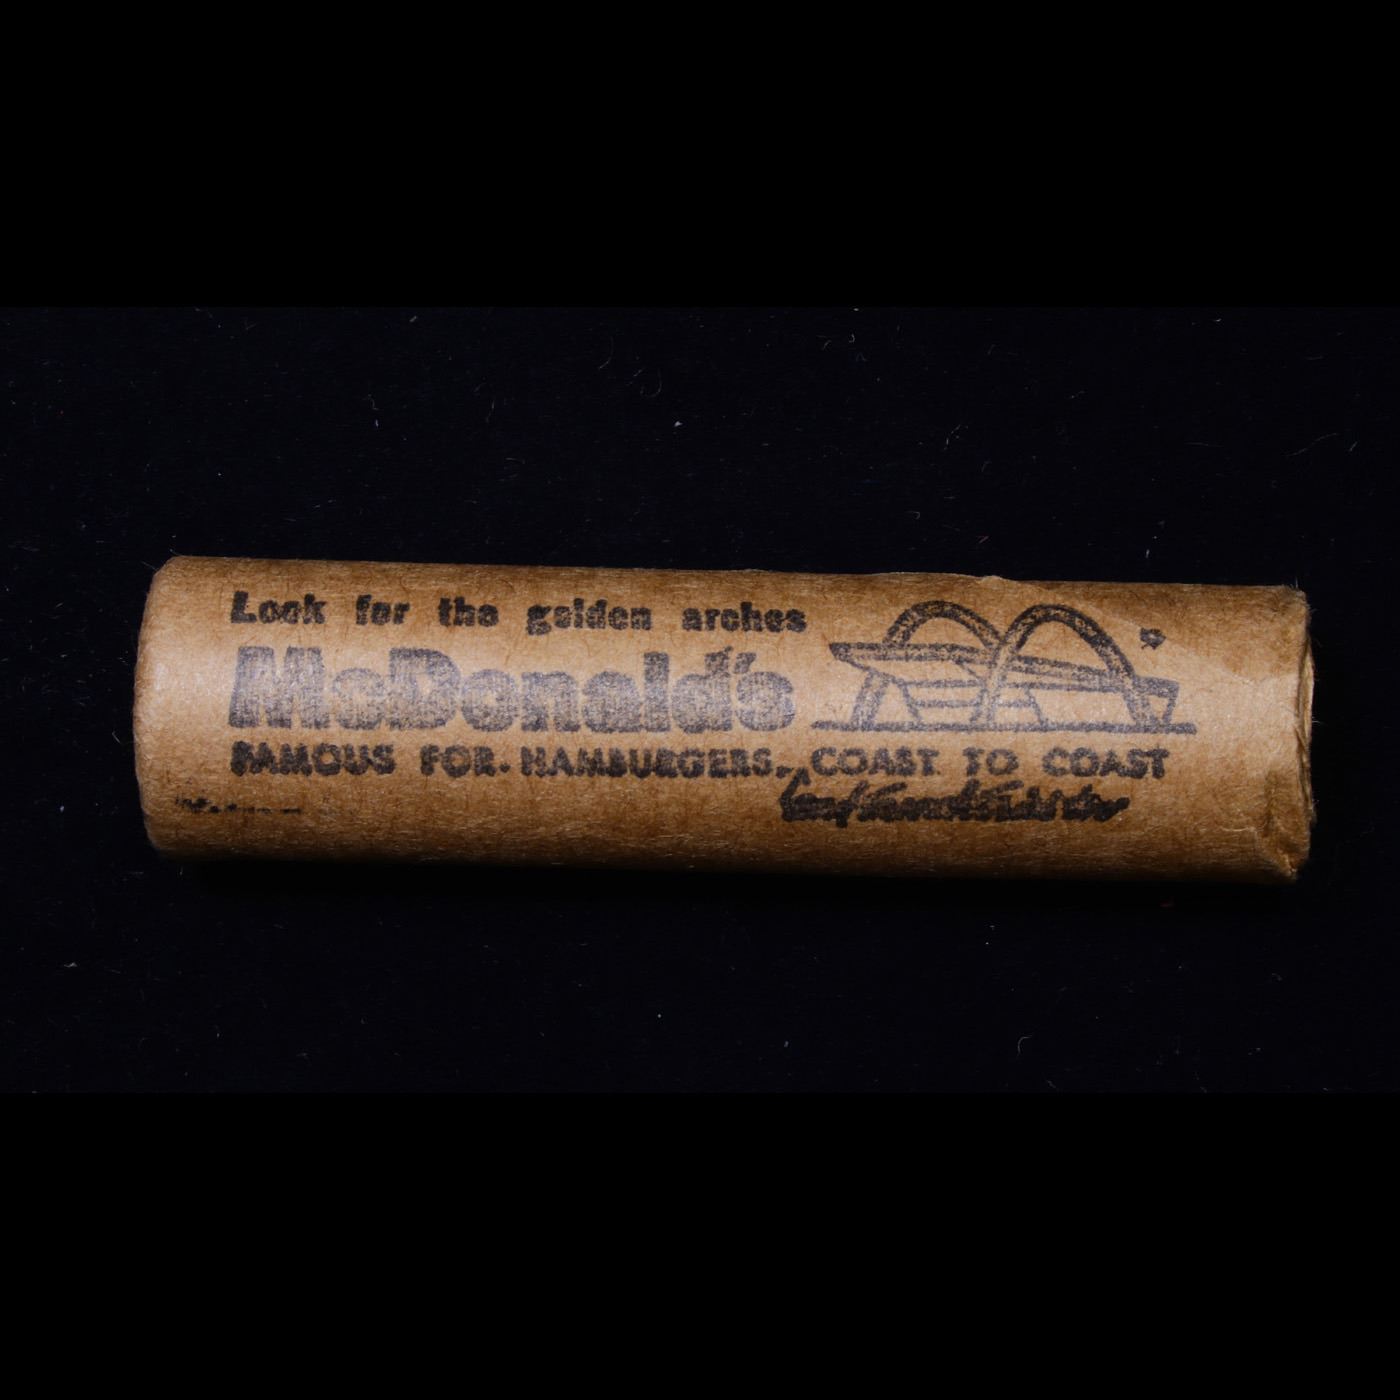 Look for the golden arches
McDonald's
FAMOUS FOR HAMBURGERS, COAST TO COAST